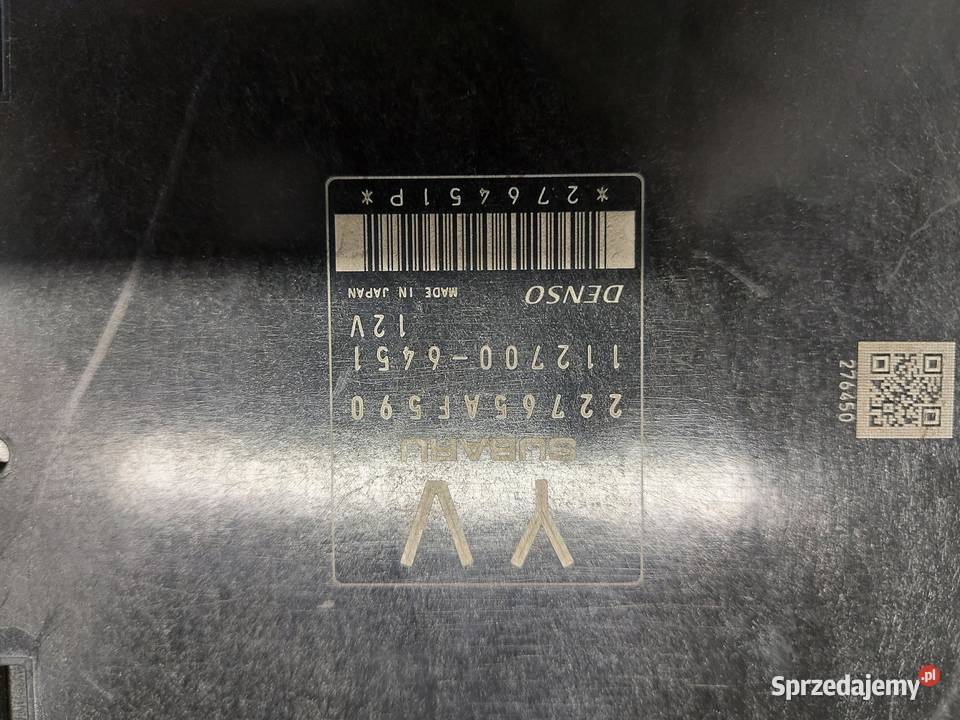 YV
SUBARU
22765AF590
112700-6451
12V
DENSO MADE IN JAPAN
*276451P*
276450
Sprzedajemy.pl